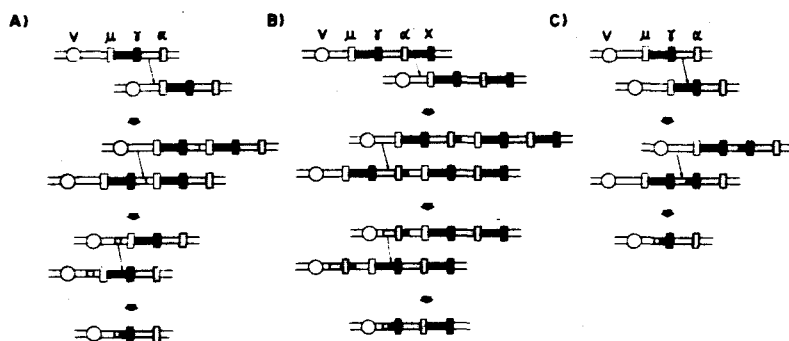 A)
V μ γ α
B)
V μ γ α X
C)
V μ γ α